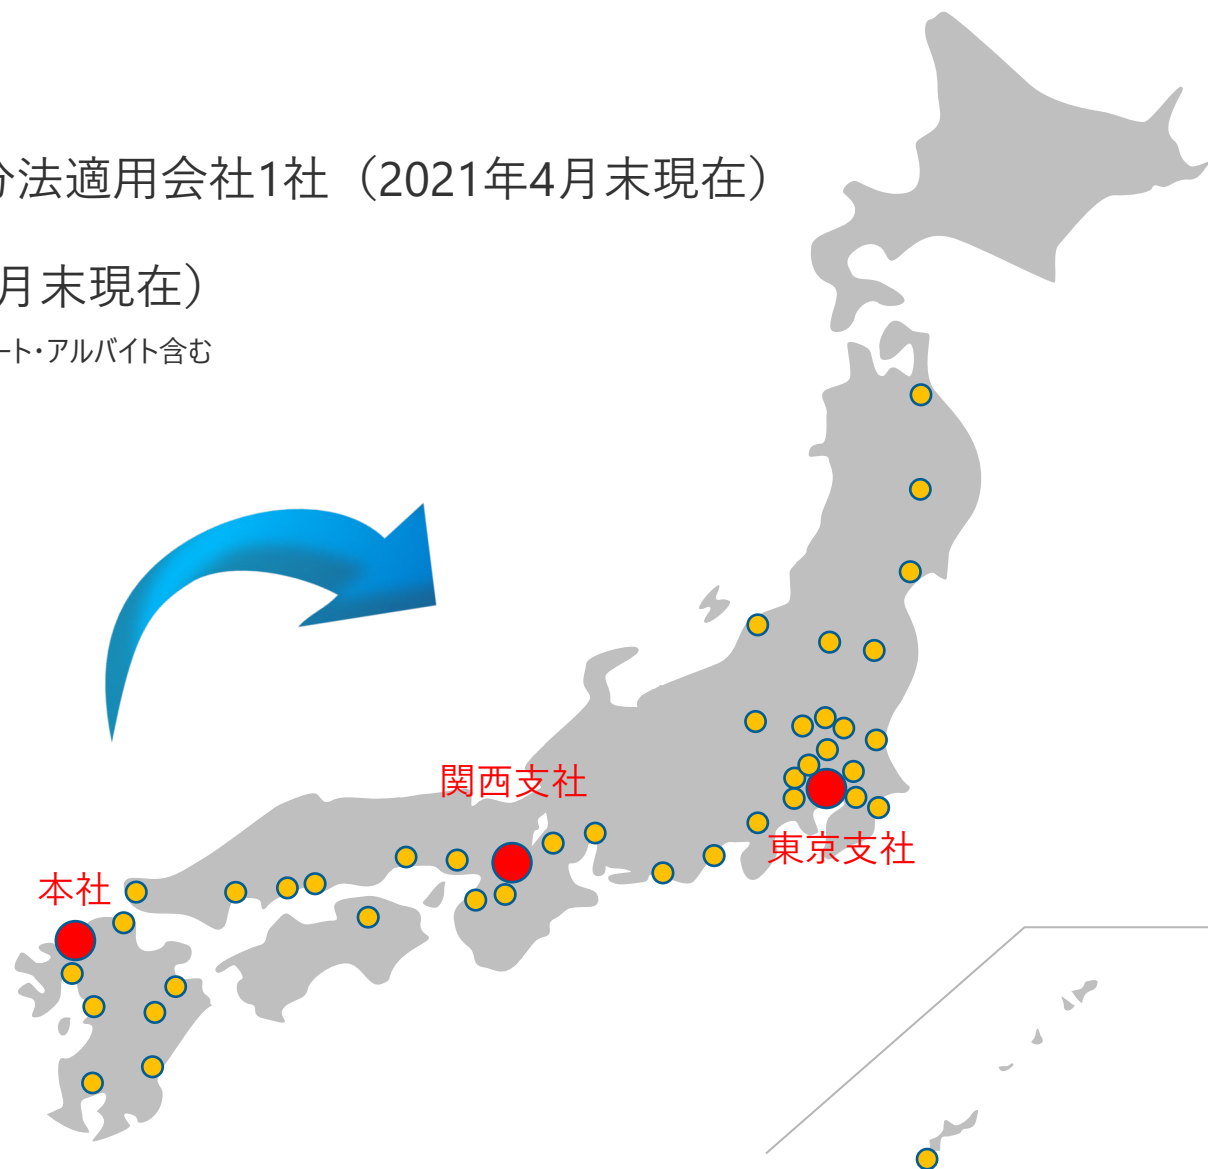 分法適用会社1社（2021年4月末現在）
月末現在）
ート・アルバイト含む
関西支社
東京支社
本社